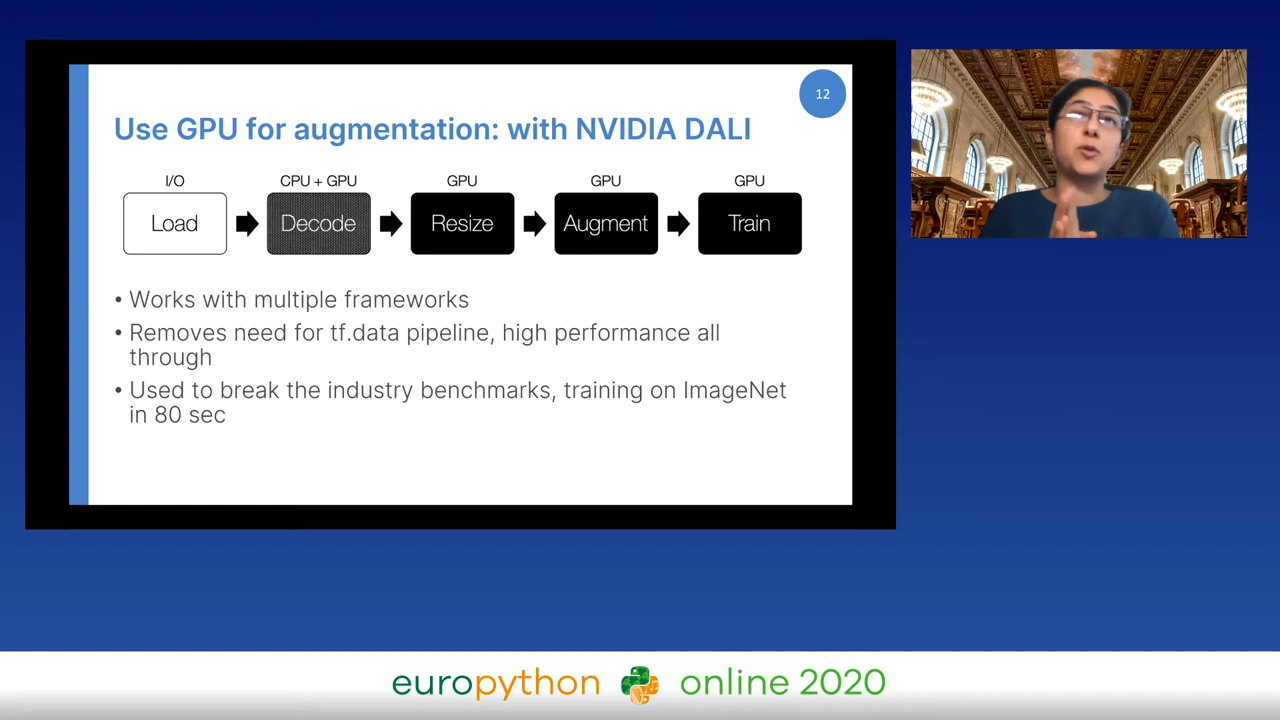 12
Use GPU for augmentation: with NVIDIA DALI
I/O CPU + GPU GPU GPU GPU
Load Decode Resize Augment Train
• Works with multiple frameworks
• Removes need for tf.data pipeline, high performance all
through
• Used to break the industry benchmarks, training on ImageNet
in 80 sec
europython online 2020